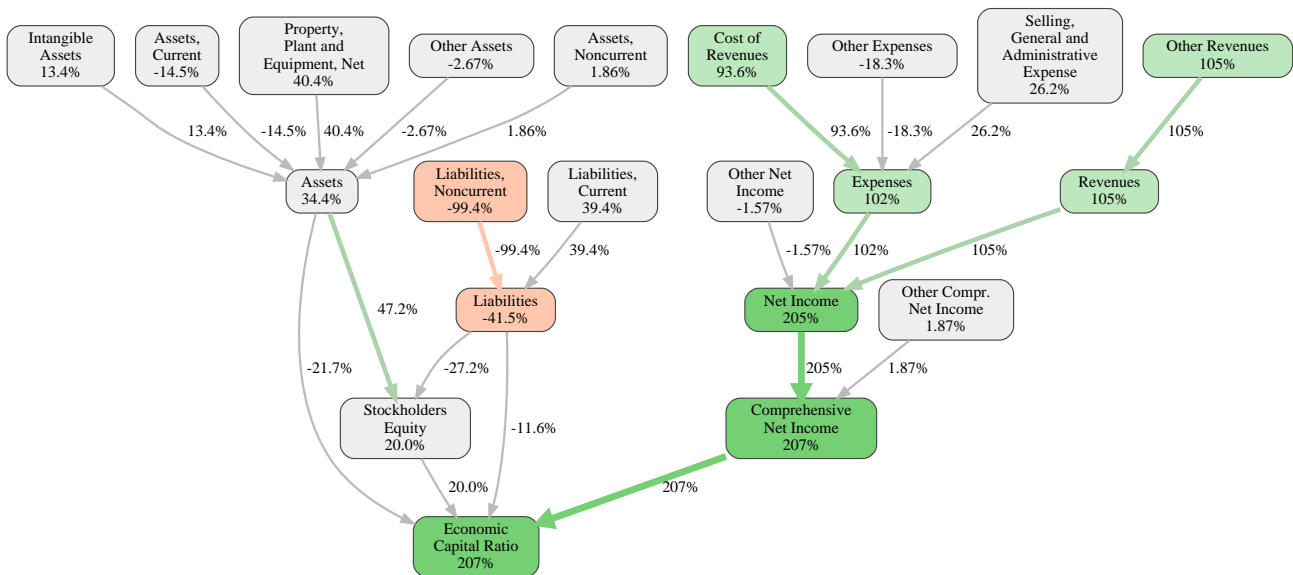 Intangible
Assets
13.4%
Assets,
Current
-14.5%
Property,
Plant and
Equipment, Net
40.4%
Other Assets
-2.67%
Assets,
Noncurrent
1.86%
Cost of
Revenues
93.6%
Other Expenses
-18.3%
Selling,
General and
Administrative
Expense
26.2%
Other Revenues
105%
13.4%
-14.5%
40.4%
-2.67%
1.86%
93.6%
-18.3%
26.2%
105%
Assets
34.4%
Liabilities,
Noncurrent
-99.4%
Liabilities,
Current
39.4%
Other Net
Income
-1.57%
Expenses
102%
Revenues
105%
-99.4%
39.4%
-1.57%
102%
105%
47.2%
Liabilities
-41.5%
Net Income
205%
Other Compr.
Net Income
1.87%
-21.7%
-27.2%
205%
1.87%
Stockholders
Equity
20.0%
-11.6%
Comprehensive
Net Income
207%
20.0%
207%
Economic
Capital Ratio
207%